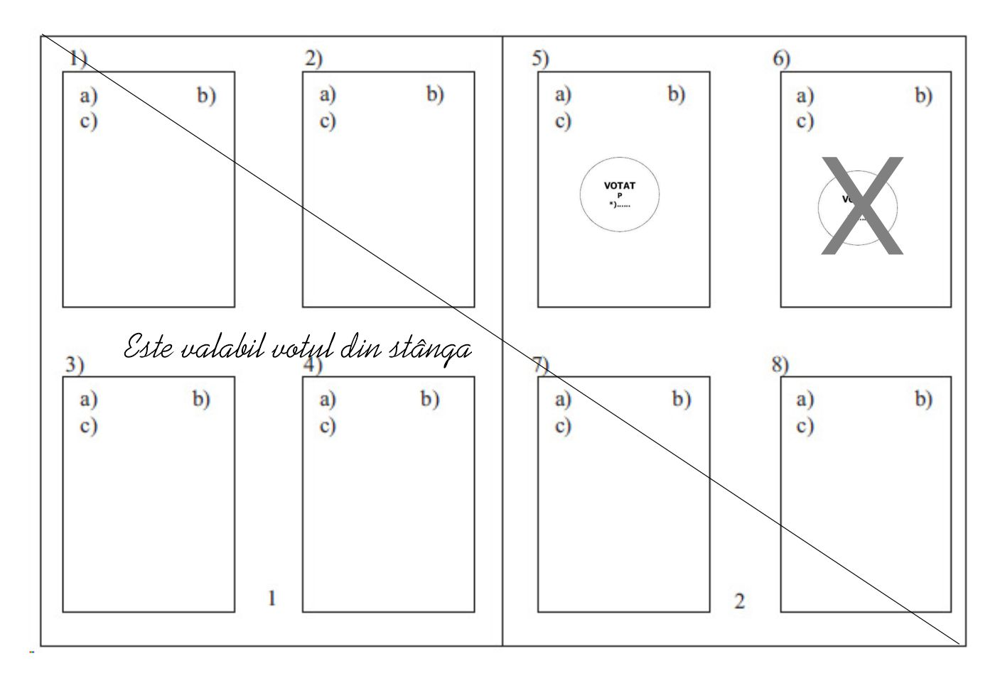 1) 2) 5) 6)
a) b) a) b) a) b) a) b)
c) c) c) c)
VOTAT
P
*)......
Este valabil votul din stânga
3) 4) 7) 8)
a) b) a) b) a) b) a) b)
c) c) c) c)
1 2